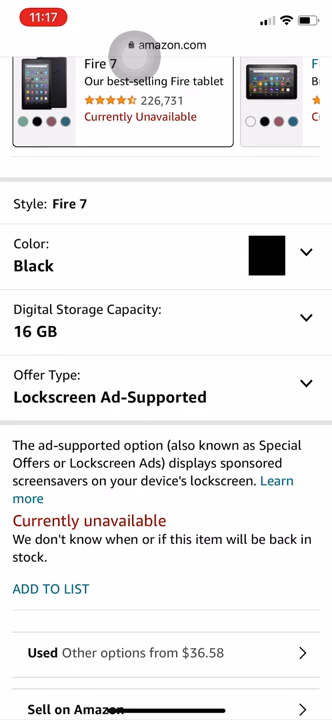 11:17
amazon.com
Fire 7
Our best-selling Fire tablet
226,731
Currently Unavailable
Style: Fire 7
Color:
Black
Digital Storage Capacity:
16 GB
Offer Type:
Lockscreen Ad-Supported
The ad-supported option (also known as Special
Offers or Lockscreen Ads) displays sponsored
screensavers on your device's lockscreen. Learn
more
Currently unavailable
We don't know when or if this item will be back in
stock.
ADD TO LIST
Used Other options from $36.58
Sell on Amazon